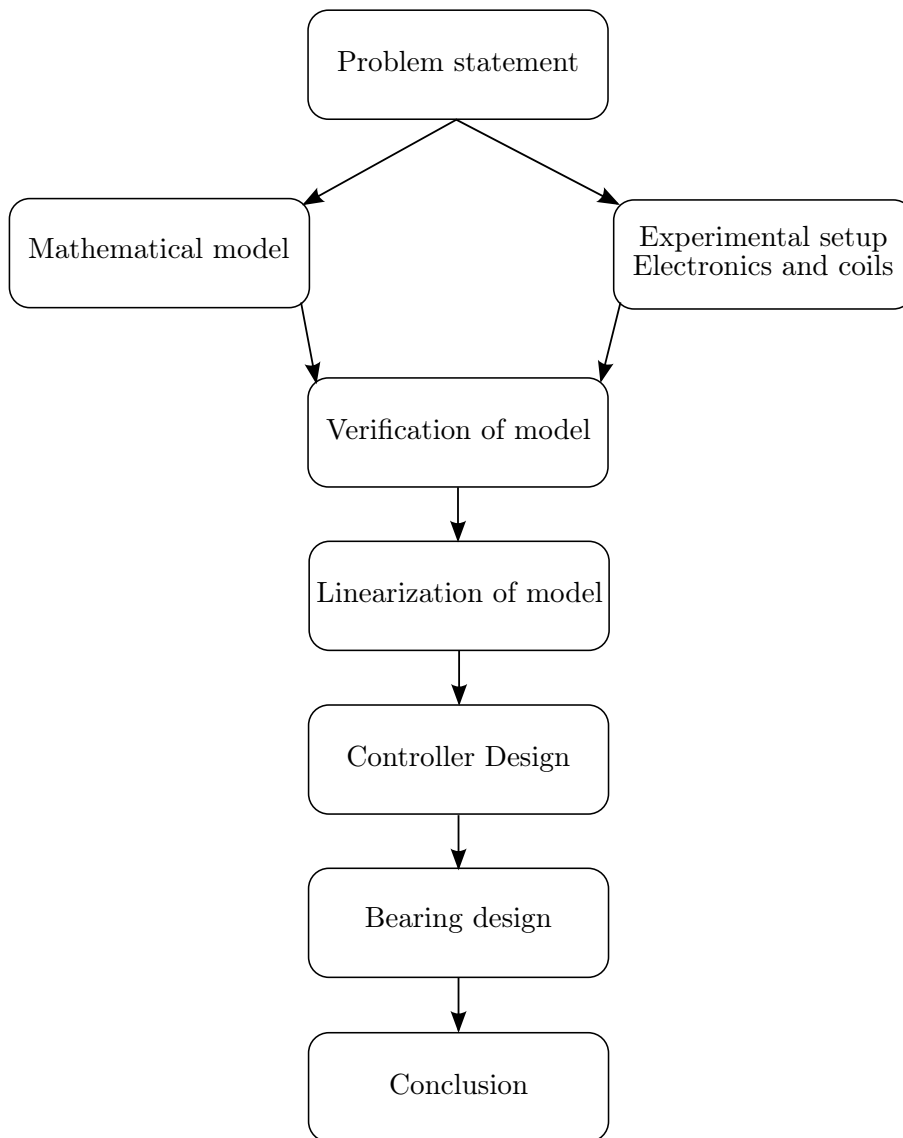 Problem statement
Mathematical model
Experimental setup
Electronics and coils
Verification of model
Linearization of model
Controller Design
Bearing design
Conclusion